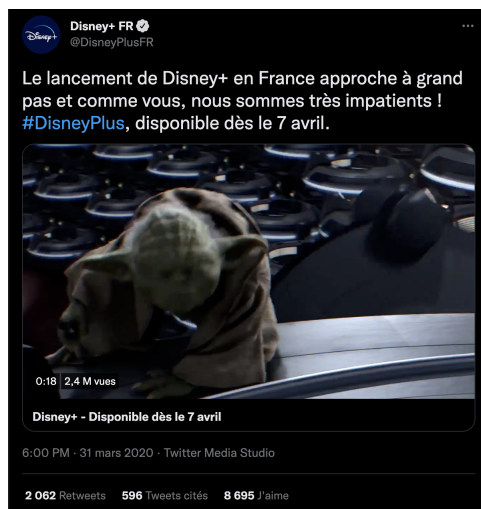 Disney+
Disney+ FR
@DisneyPlusFR
Le lancement de Disney+ en France approche à grand
pas et comme vous, nous sommes très impatients !
#DisneyPlus, disponible dès le 7 avril.
0:18 2,4 M vues
Disney+ - Disponible dès le 7 avril
6:00 PM · 31 mars 2020 · Twitter Media Studio
2 062 Retweets 596 Tweets cités 8 695 J'aime